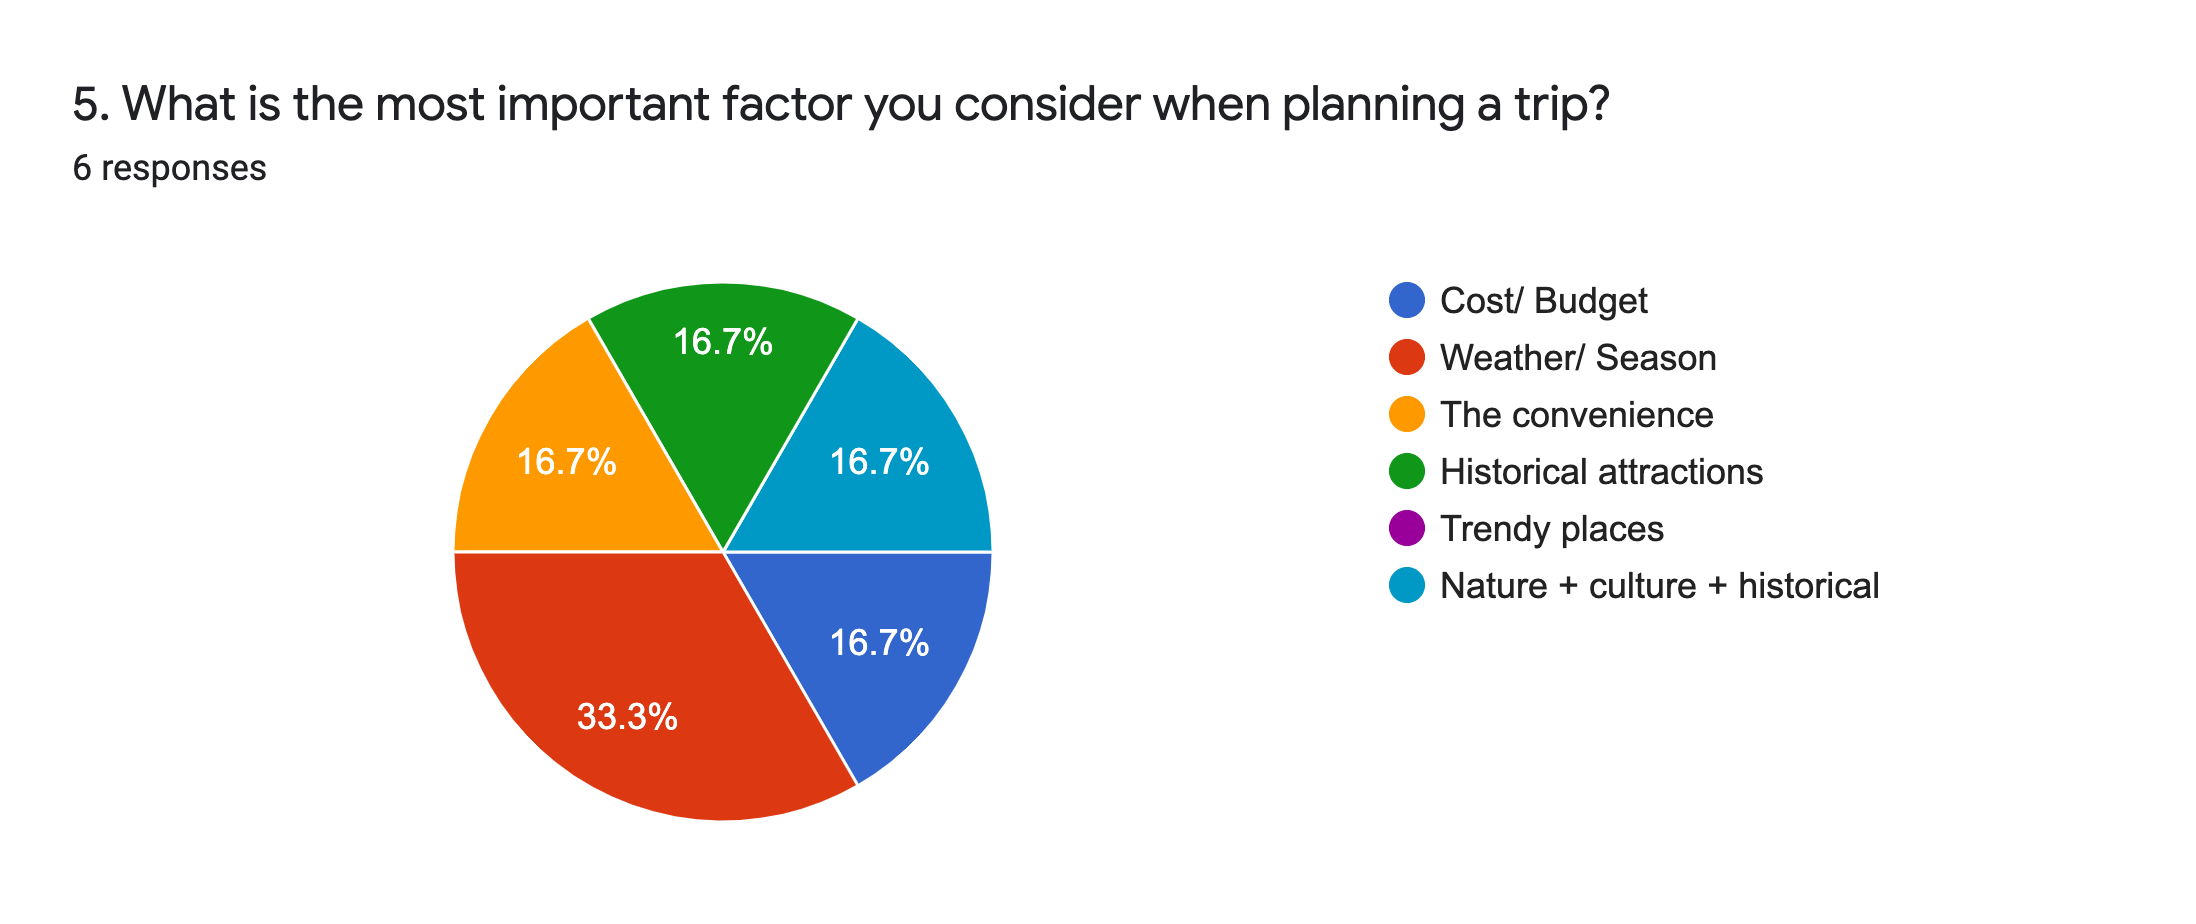 5. What is the most important factor you consider when planning a trip?
6 responses
16.7%
16.7%
16.7%
16.7%
33.3%
Cost/ Budget
Weather/ Season
The convenience
Historical attractions
Trendy places
Nature + culture + historical